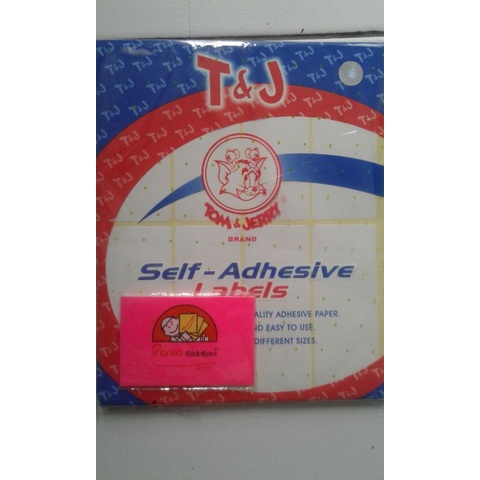 T&J
TOM & JERRY
BRAND
Self-Adhesive
Labels
ALITY ADHESIVE PAPER.
ND EASY TO USE.
DIFFERENT SIZES.
Stick Notes